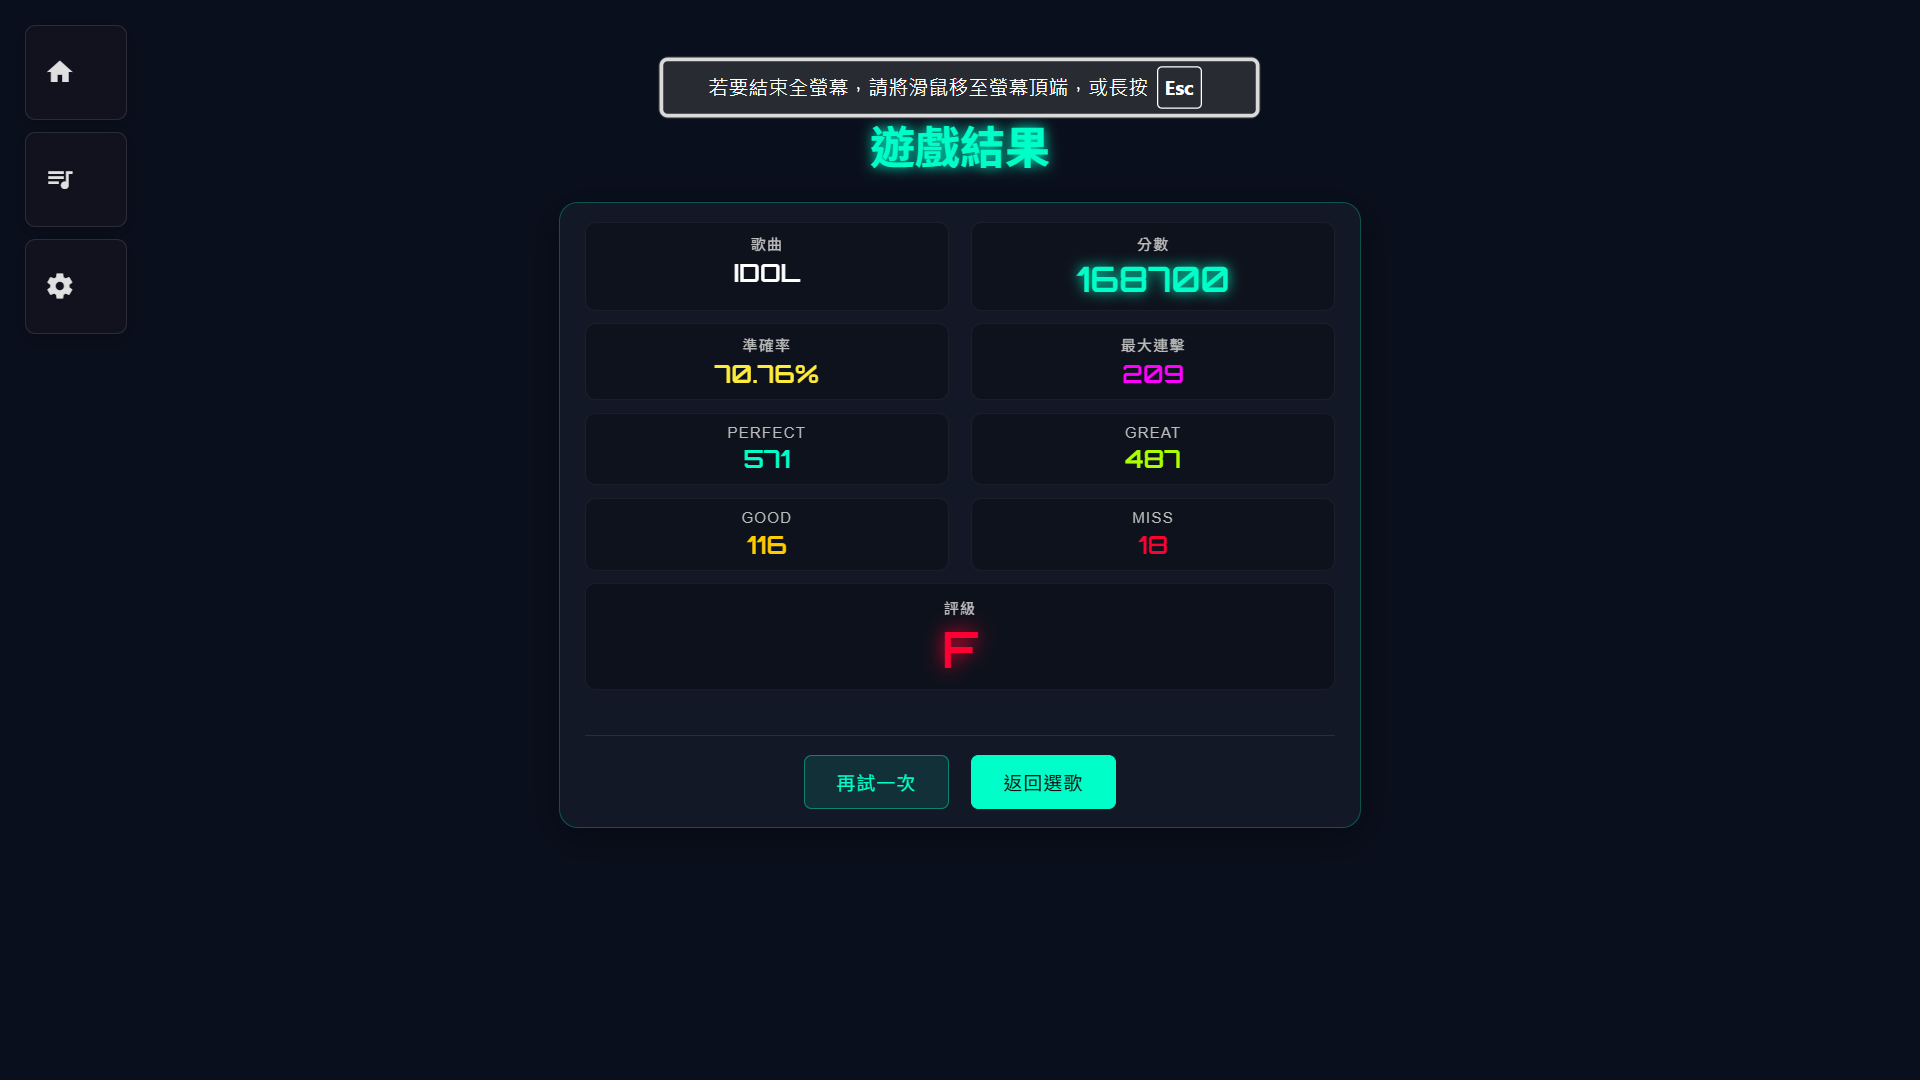 若要結束全螢幕，請將滑鼠移至螢幕頂端，或長按 Esc
遊戲結果
歌曲
IDOL
分數
168700
準確率
70.76%
最大連擊
209
PERFECT
571
GREAT
487
GOOD
116
MISS
18
評級
F
再試一次
返回選歌